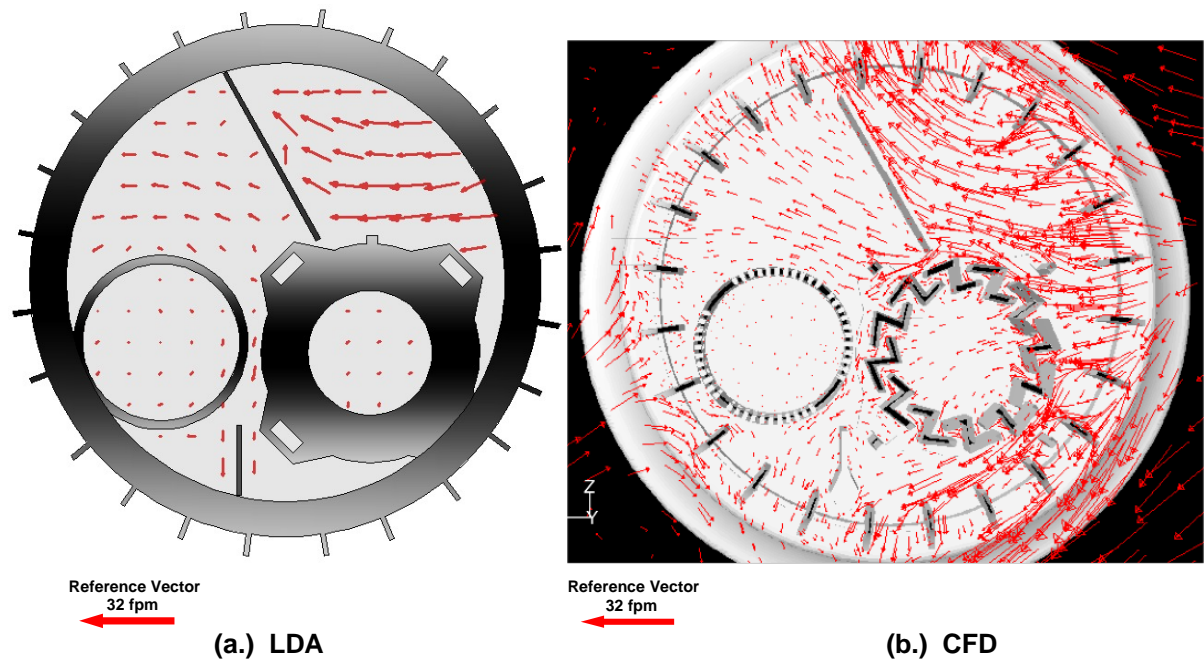 Z
Y
Reference Vector
32 fpm
Reference Vector
32 fpm
(a.) LDA
(b.) CFD